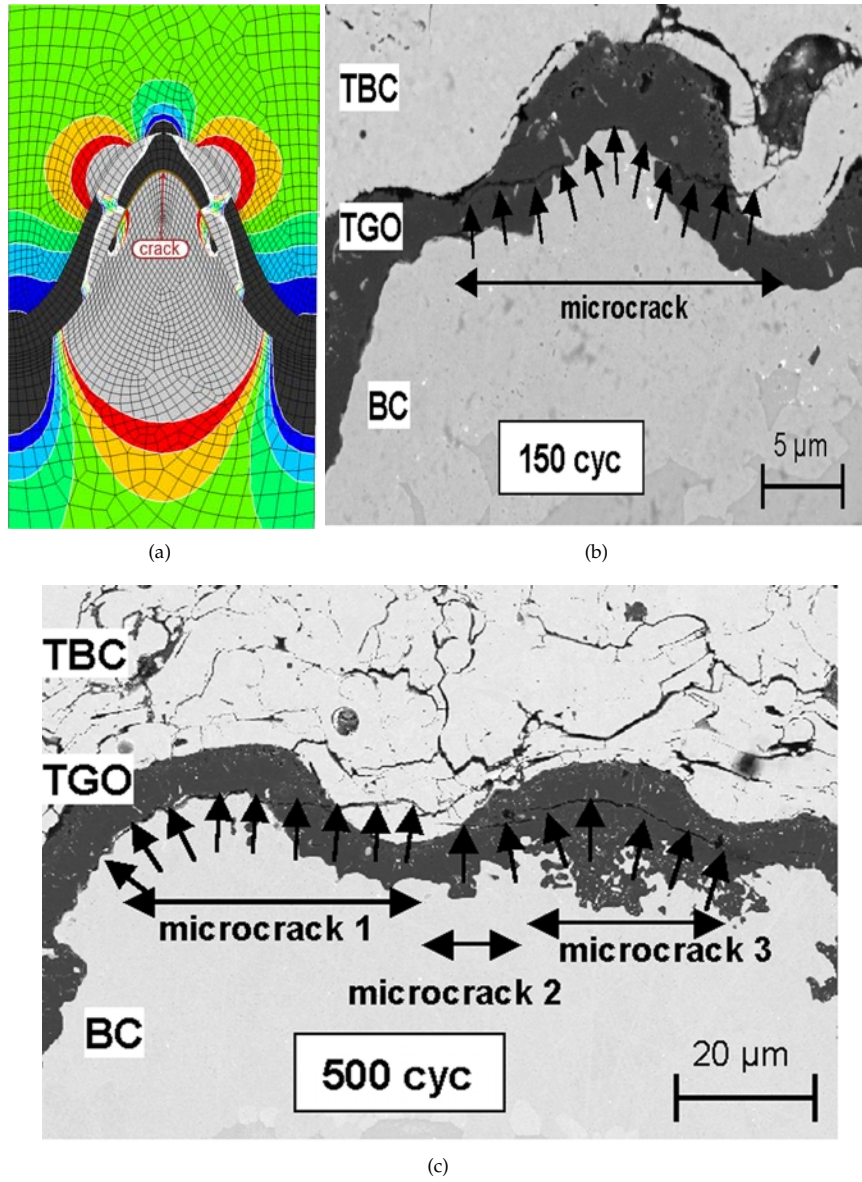 crack
(a)
TBC
TGO
microcrack
BC
150 cyc
5 µm
(b)
TBC
TGO
microcrack 1
microcrack 3
microcrack 2
BC
500 cyc
20 µm
(c)